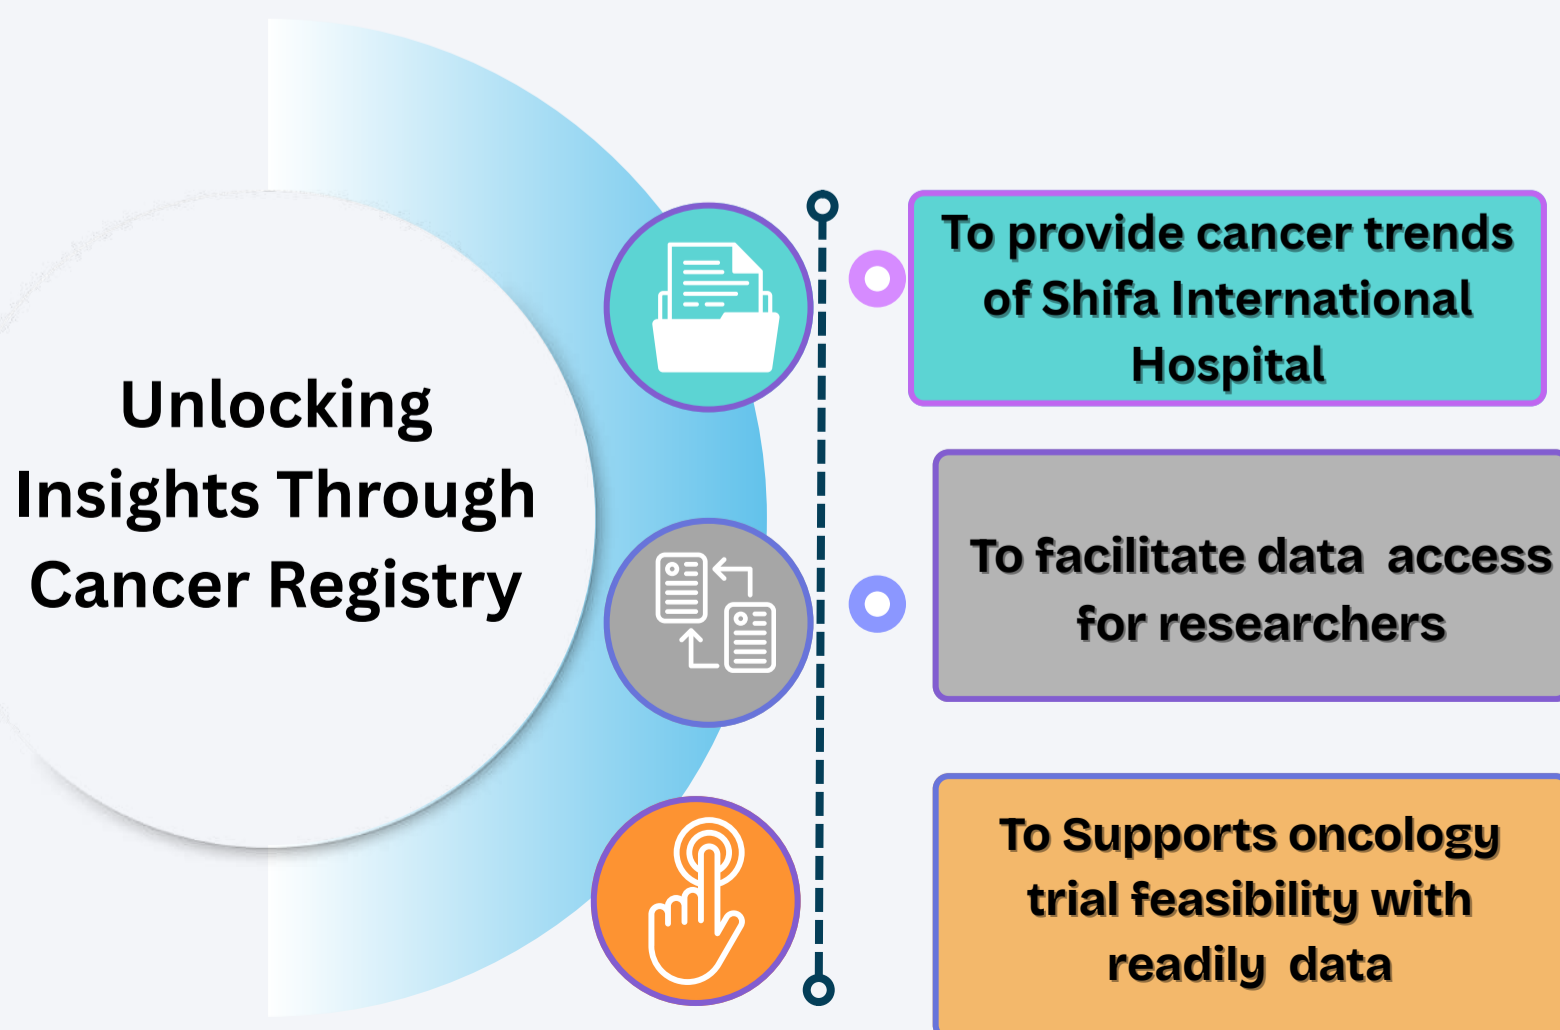 Unlocking
Insights Through
Cancer Registry
To provide cancer trends
of Shifa International
Hospital
To facilitate data  access
for researchers
To Supports oncology
trial feasibility with
readily  data